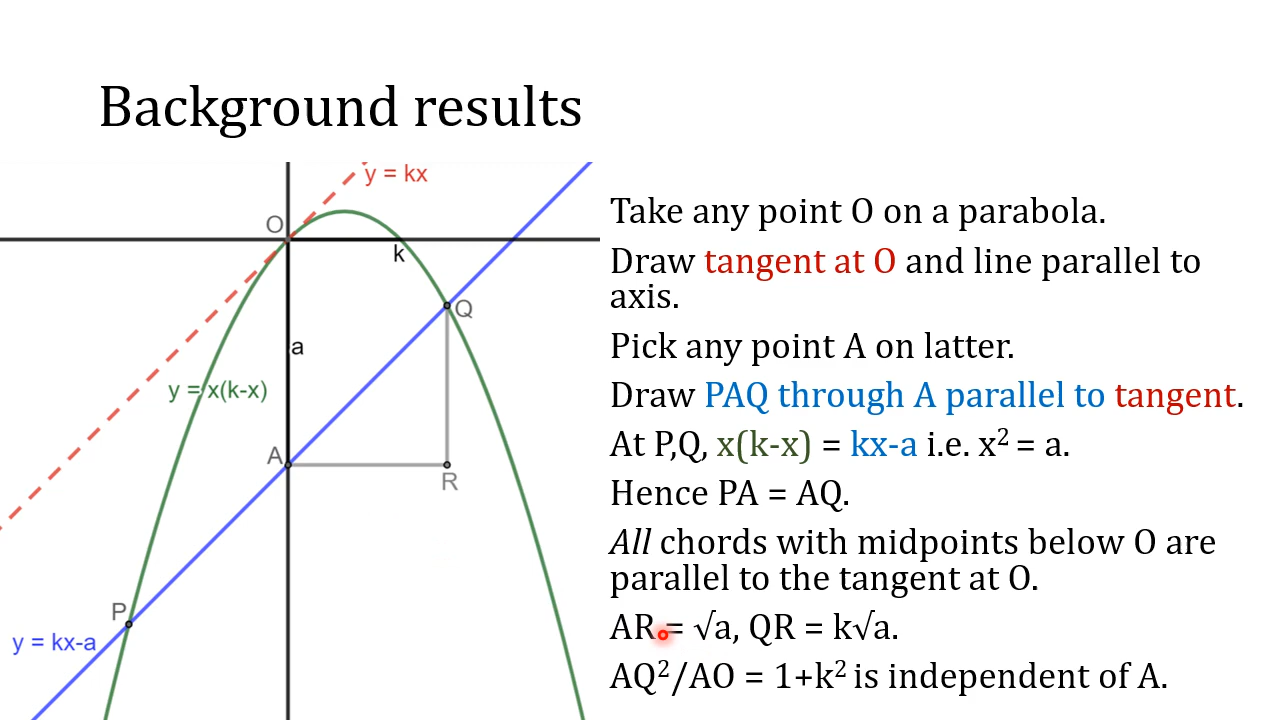 Background results
y = kx
O
k
Q
a
y = x(k-x)
A
R
P
y = kx-a
Take any point O on a parabola.
Draw tangent at O and line parallel to
axis.
Pick any point A on latter.
Draw PAQ through A parallel to tangent.
At P,Q, x(k-x) = kx-a i.e. x² = a.
Hence PA = AQ.
All chords with midpoints below O are
parallel to the tangent at O.
AR = √a, QR = k√a.
AQ²/AO = 1+k² is independent of A.